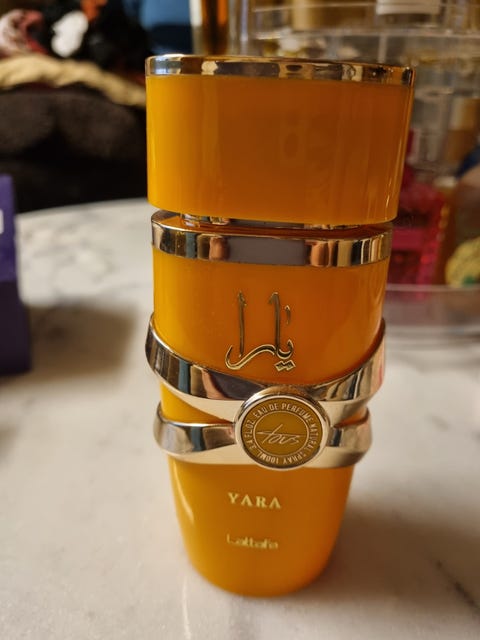 يارا
tous
EAU DE PERFUME NATURAL SPRAY 100ML 3.4 FL.OZ.
YARA
Lattafa